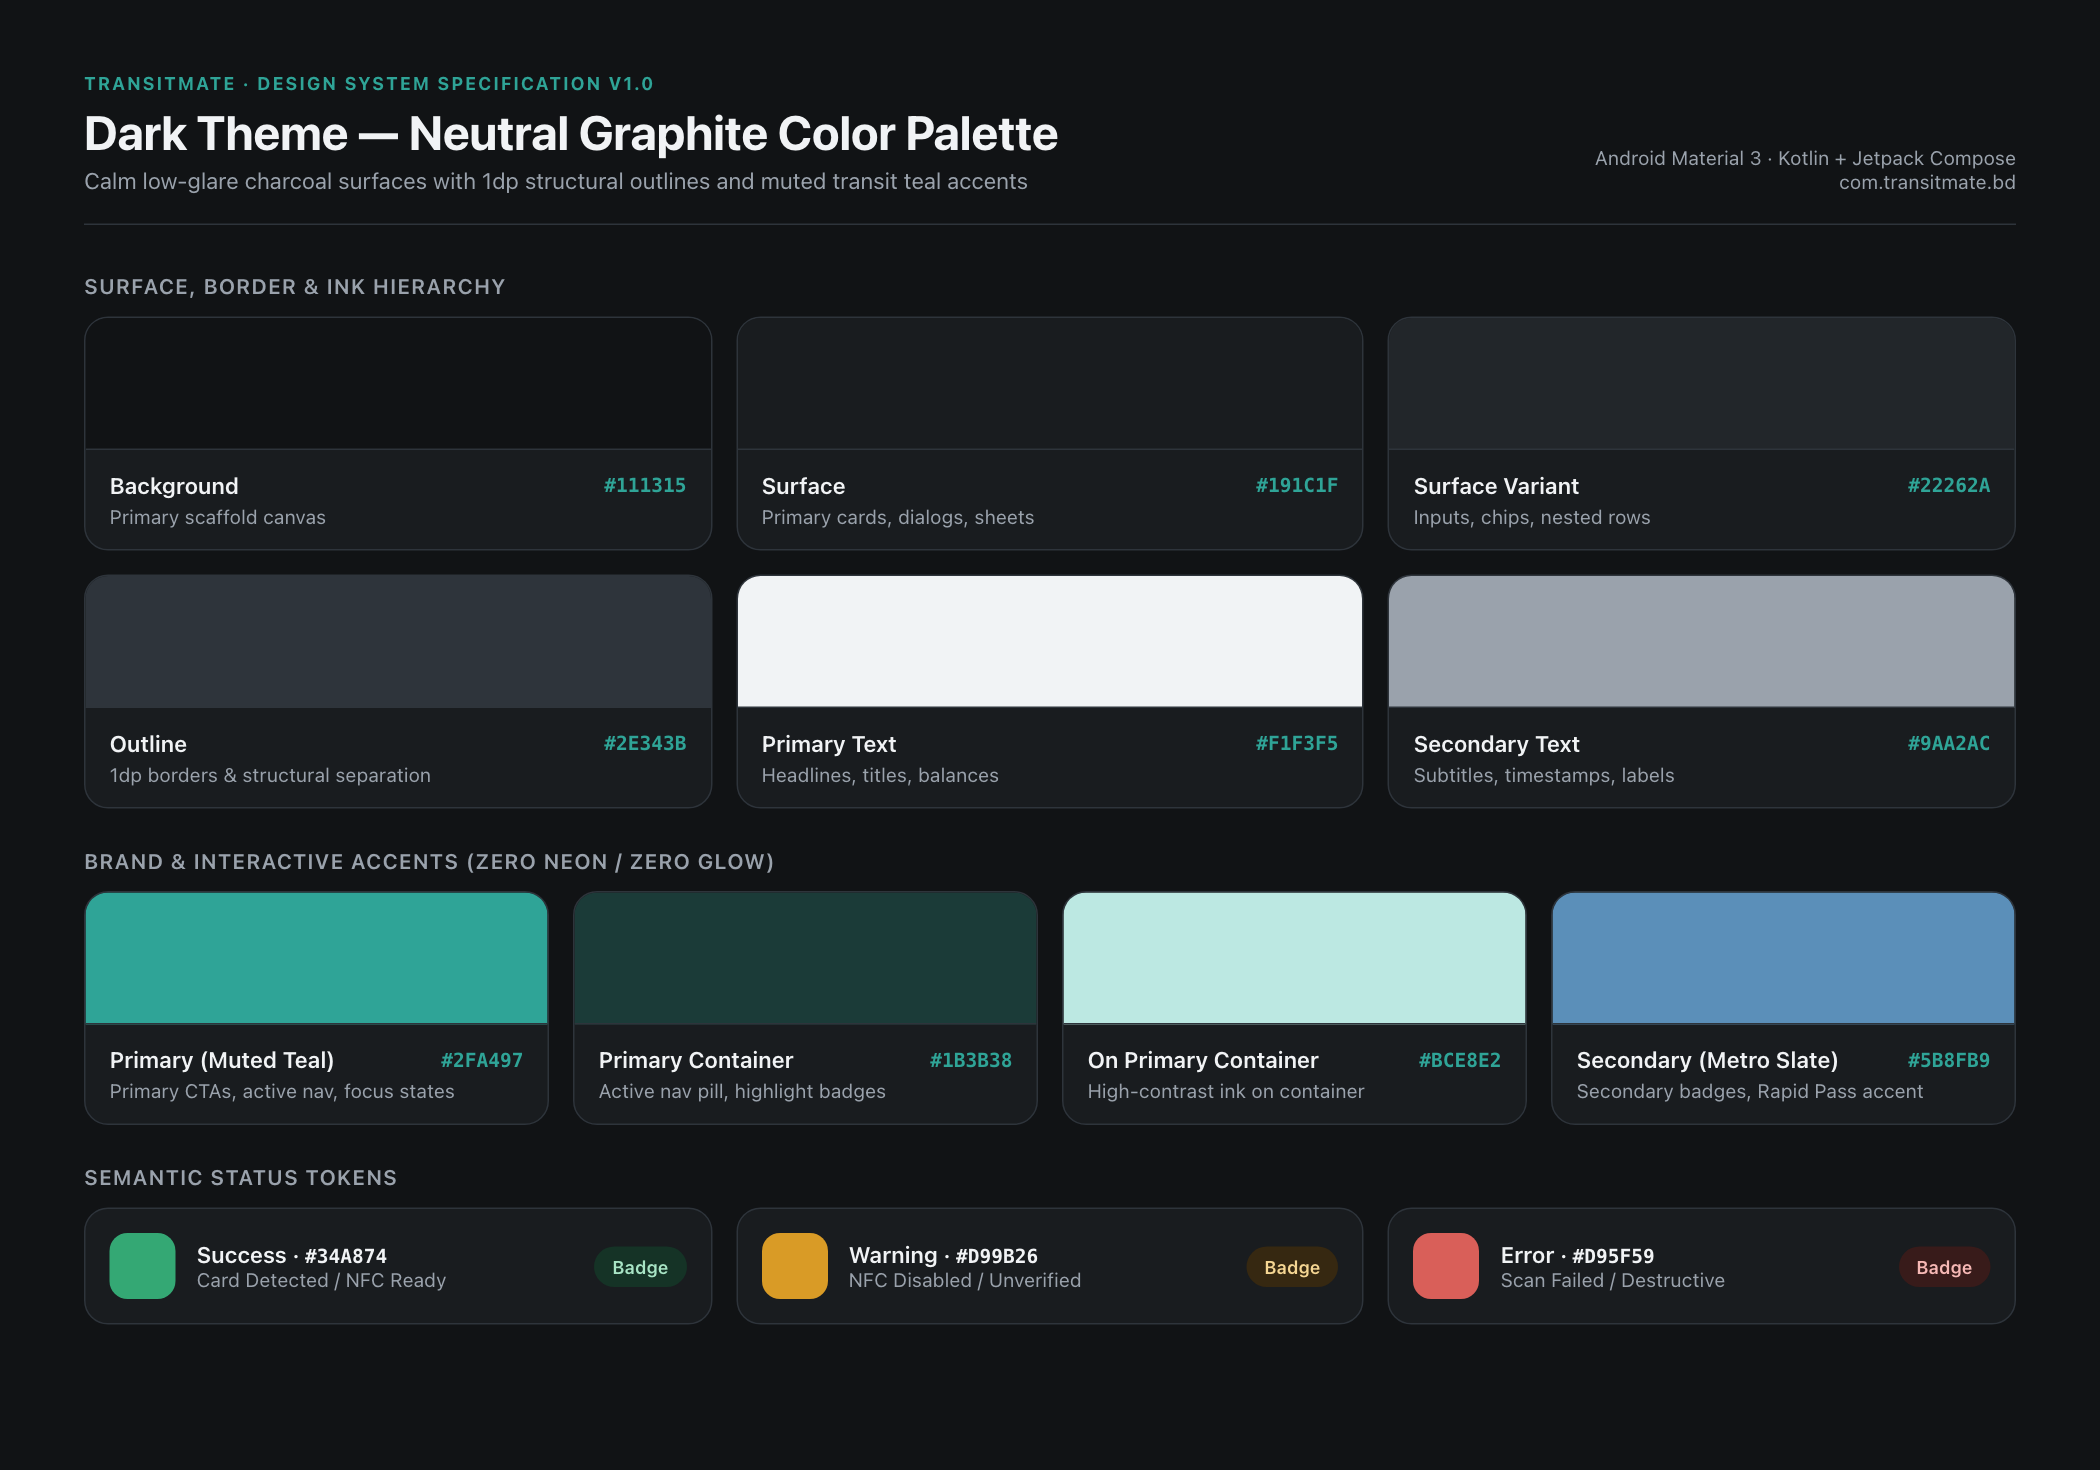 TRANSITMATE · DESIGN SYSTEM SPECIFICATION V1.0
Dark Theme — Neutral Graphite Color Palette
Calm low-glare charcoal surfaces with 1dp structural outlines and muted transit teal accents
Android Material 3 · Kotlin + Jetpack Compose
com.transitmate.bd
SURFACE, BORDER & INK HIERARCHY
Background #111315
Primary scaffold canvas
Surface #191C1F
Primary cards, dialogs, sheets
Surface Variant #22262A
Inputs, chips, nested rows
Outline #2E343B
1dp borders & structural separation
Primary Text #F1F3F5
Headlines, titles, balances
Secondary Text #9AA2AC
Subtitles, timestamps, labels
BRAND & INTERACTIVE ACCENTS (ZERO NEON / ZERO GLOW)
Primary (Muted Teal) #2FA497
Primary CTAs, active nav, focus states
Primary Container #1B3B38
Active nav pill, highlight badges
On Primary Container #BCE8E2
High-contrast ink on container
Secondary (Metro Slate) #5B8FB9
Secondary badges, Rapid Pass accent
SEMANTIC STATUS TOKENS
Success · #34A874
Card Detected / NFC Ready
Badge
Warning · #D99B26
NFC Disabled / Unverified
Badge
Error · #D95F59
Scan Failed / Destructive
Badge